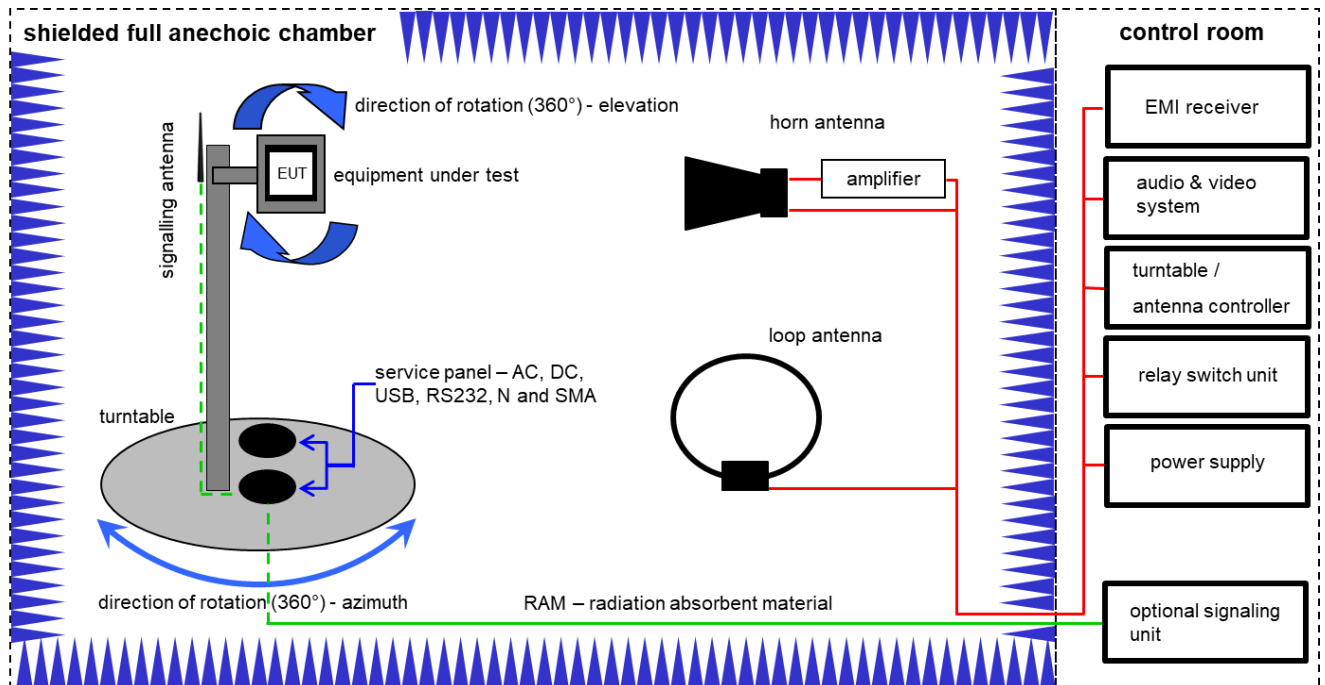 shielded full anechoic chamber
control room
direction of rotation (360°) - elevation
signalling antenna
EUT
equipment under test
horn antenna
amplifier
loop antenna
service panel – AC, DC,
USB, RS232, N and SMA
turntable
direction of rotation (360°) - azimuth
RAM – radiation absorbent material
EMI receiver
audio & video
system
turntable /
antenna controller
relay switch unit
power supply
optional signaling
unit